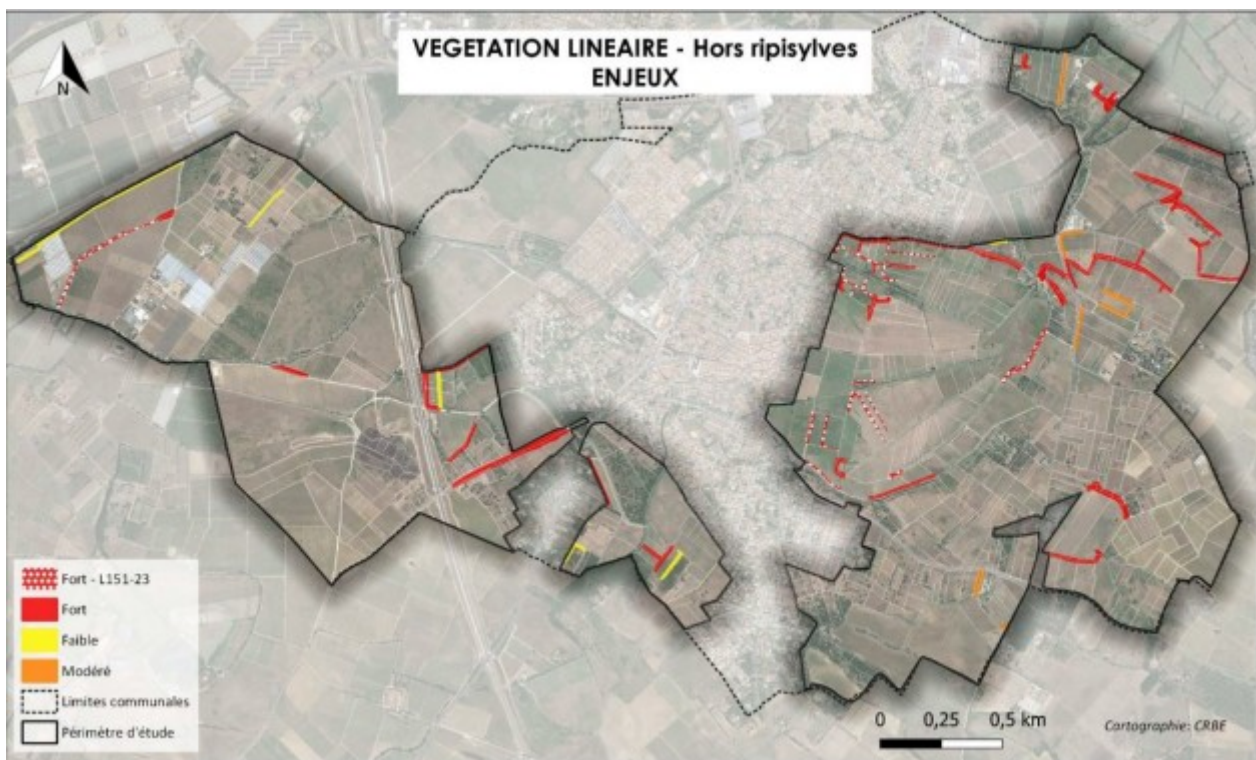 VEGETATION LINEAIRE - Hors ripisylves
ENJEUX
N
Fort - L151-23
Fort
Faible
Modéré
Limites communales
Périmètre d'étude
0 0,25 0,5 km
Cartographie: CRBE